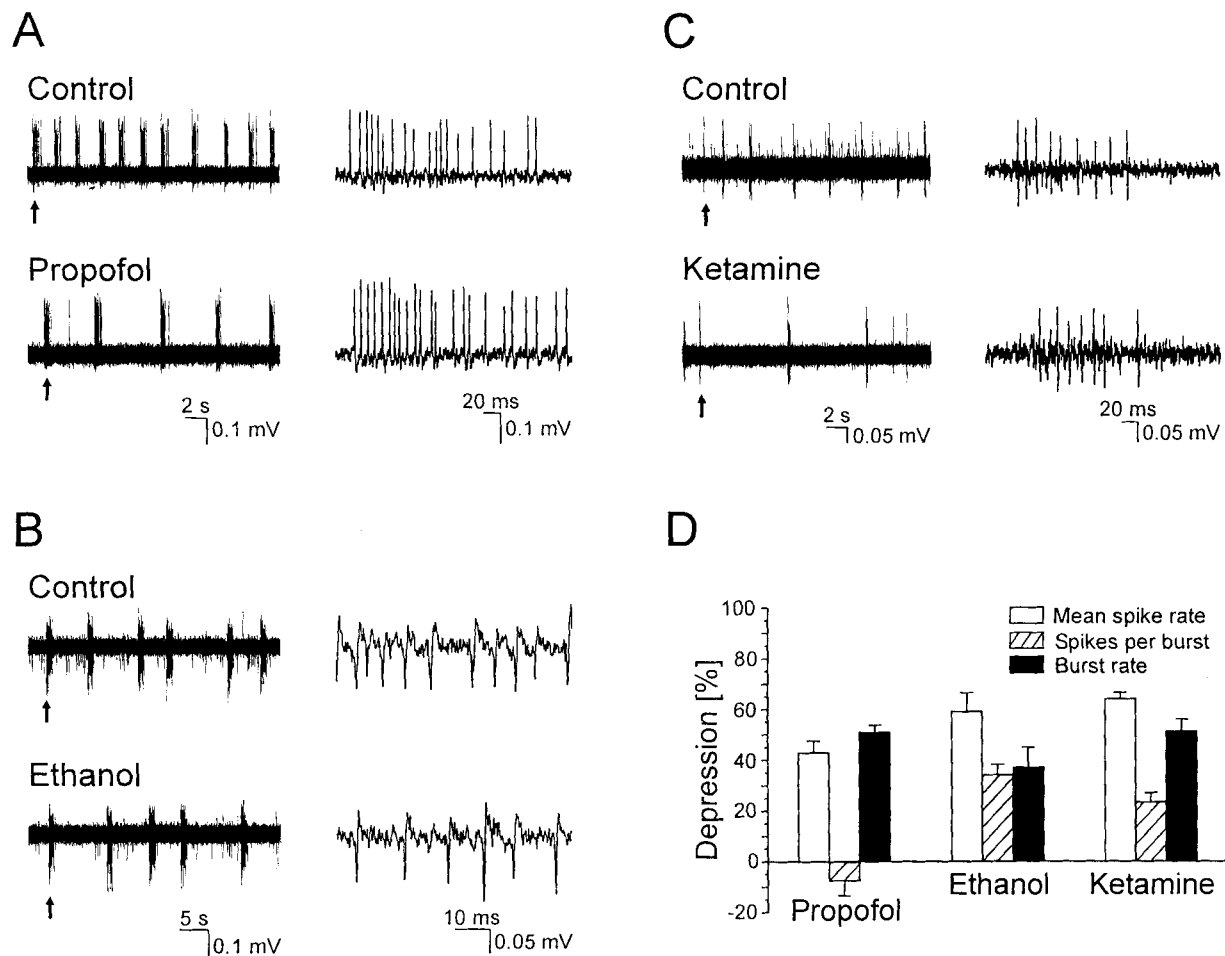 A
Control
Propofol
2 s
0.1 mV
20 ms
0.1 mV
B
Control
Ethanol
5 s
0.1 mV
10 ms
0.05 mV
C
Control
Ketamine
2 s
0.05 mV
20 ms
0.05 mV
D
Depression [%]
100
80
60
40
20
0
-20
Mean spike rate
Spikes per burst
Burst rate
Propofol
Ethanol
Ketamine